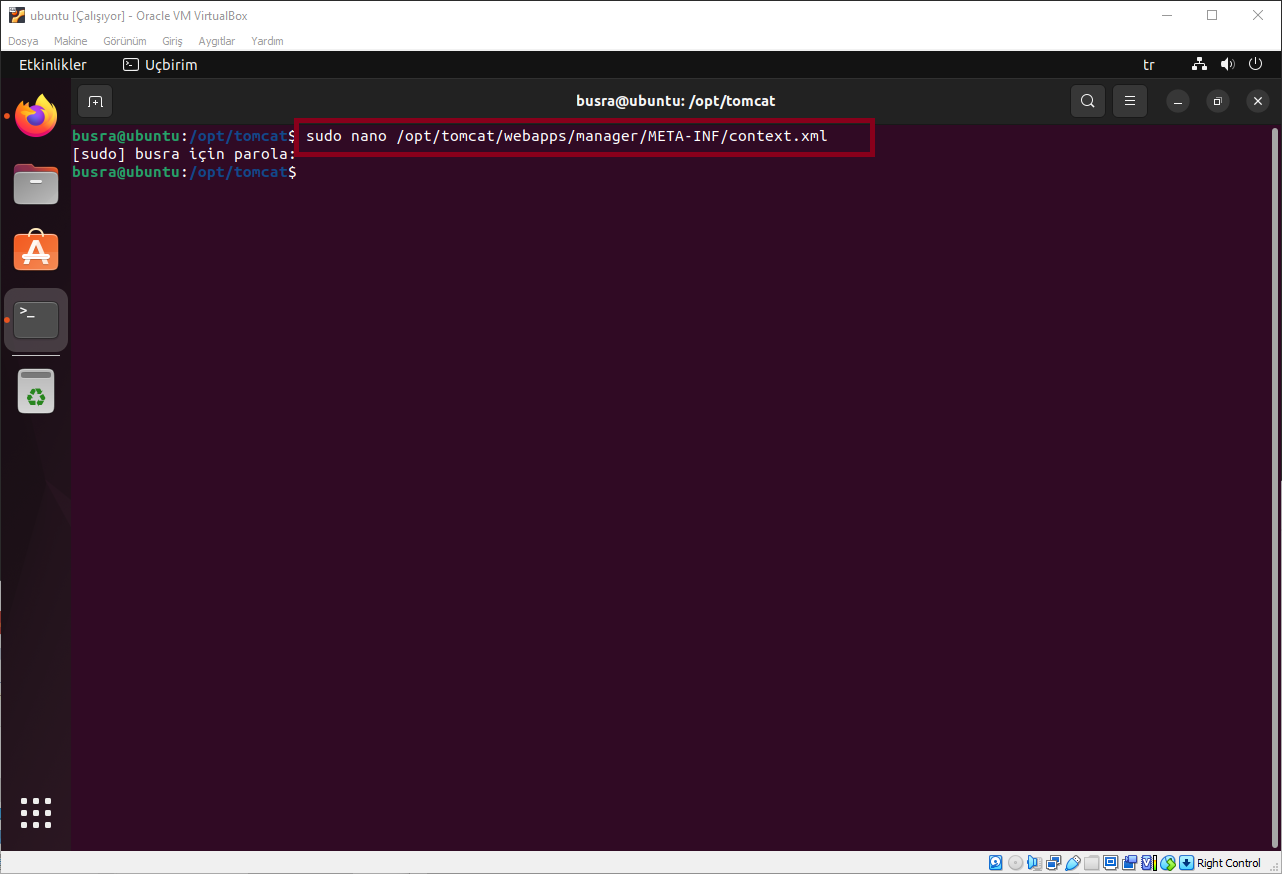 ubuntu [Çalışıyor] - Oracle VM VirtualBox
Dosya Makine Görünüm Giriş Aygıtlar Yardım
Etkinlikler Uçbirim tr
busra@ubuntu: /opt/tomcat
busra@ubuntu:/opt/tomcat$ sudo nano /opt/tomcat/webapps/manager/META-INF/context.xml
[sudo] busra için parola:
busra@ubuntu:/opt/tomcat$
Right Control